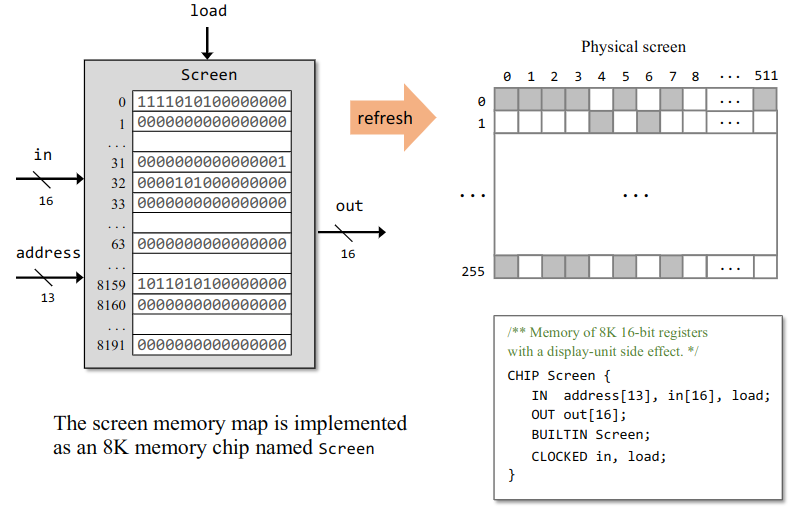 load
Screen
0 1111010100000000
1 0000000000000000
...
31 0000000000000001
32 0000101000000000
33 0000000000000000
...
63 0000000000000000
...
8159 1011010100000000
8160 0000000000000000
...
8191 0000000000000000
in
16
address
13
out
16
refresh
Physical screen
0 1 2 3 4 5 6 7 8 ... 511
0 ...
1 ...
... ...
255 ...
The screen memory map is implemented
as an 8K memory chip named Screen
/** Memory of 8K 16-bit registers
with a display-unit side effect. */
CHIP Screen {
IN address[13], in[16], load;
OUT out[16];
BUILTIN Screen;
CLOCKED in, load;
}